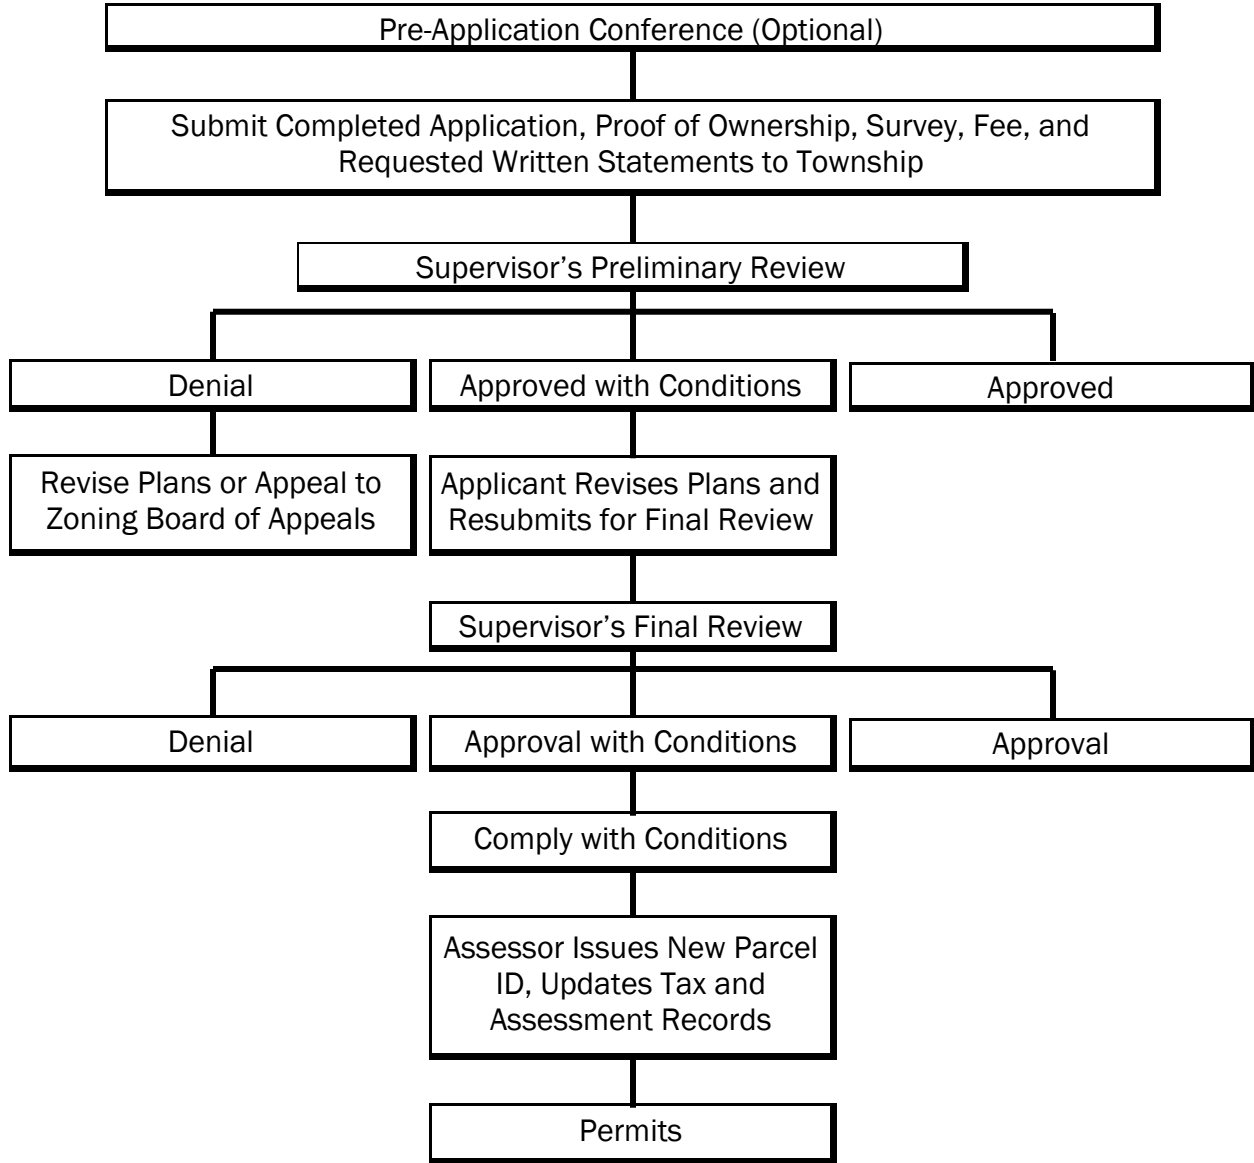 Pre-Application Conference (Optional)
Submit Completed Application, Proof of Ownership, Survey, Fee, and
Requested Written Statements to Township
Supervisor’s Preliminary Review
Denial
Approved with Conditions
Approved
Revise Plans or Appeal to
Zoning Board of Appeals
Applicant Revises Plans and
Resubmits for Final Review
Supervisor’s Final Review
Denial
Approval with Conditions
Approval
Comply with Conditions
Assessor Issues New Parcel
ID, Updates Tax and
Assessment Records
Permits